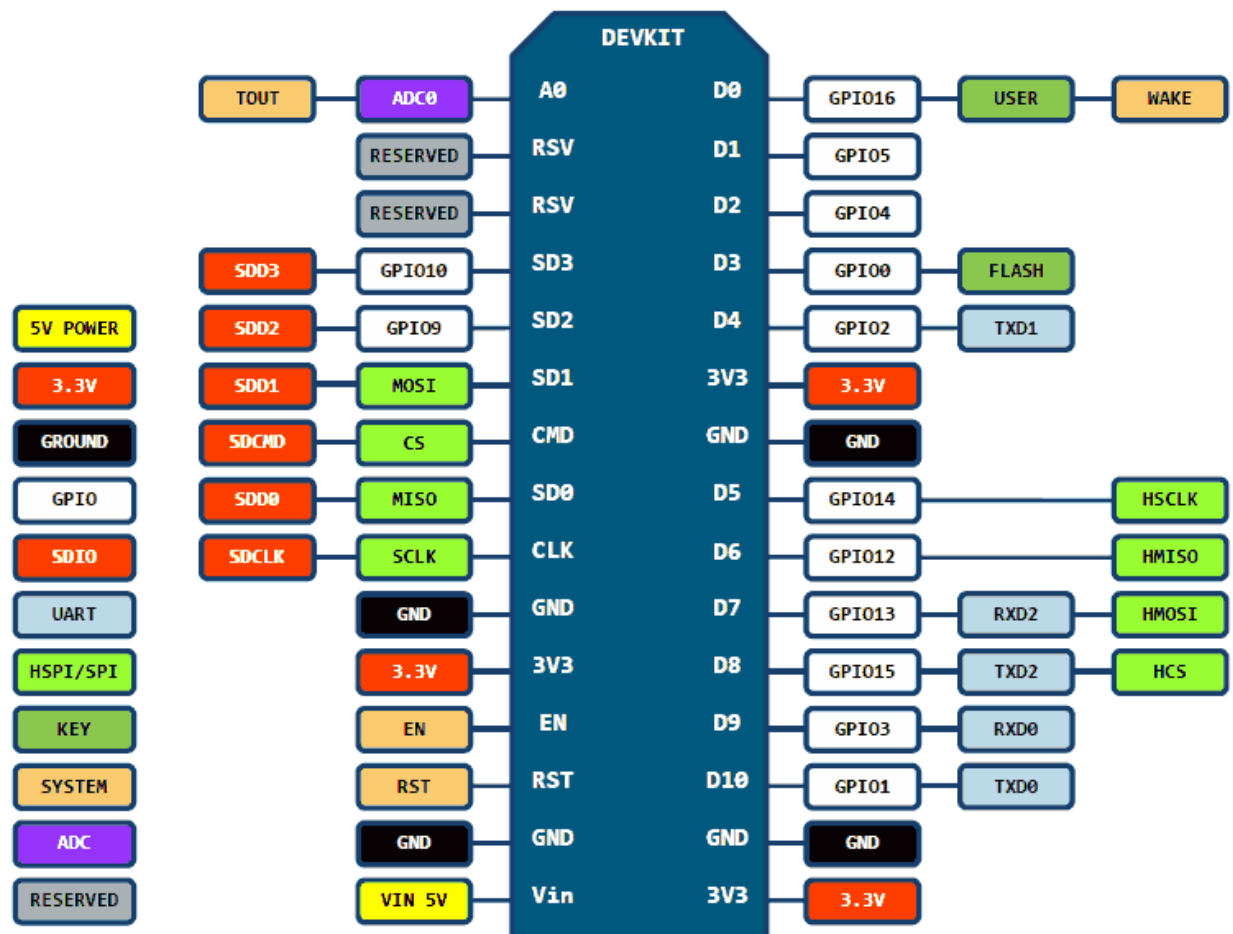 DEVKIT
TOUT ADC0 A0 D0 GPIO16 USER WAKE
RESERVED RSV D1 GPIO5
RESERVED RSV D2 GPIO4
SDD3 GPIO10 SD3 D3 GPIO0 FLASH
5V POWER SDD2 GPIO9 SD2 D4 GPIO2 TXD1
3.3V SDD1 MOSI SD1 3V3 3.3V
GROUND SDCMD CS CMD GND GND
GPIO SDD0 MISO SD0 D5 GPIO14 HSCLK
SDIO SDCLK SCLK CLK D6 GPIO12 HMISO
UART GND GND D7 GPIO13 RXD2 HMOSI
HSPI/SPI 3.3V 3V3 D8 GPIO15 TXD2 HCS
KEY EN EN D9 GPIO3 RXD0
SYSTEM RST RST D10 GPIO1 TXD0
ADC GND GND GND GND
RESERVED VIN 5V Vin 3V3 3.3V